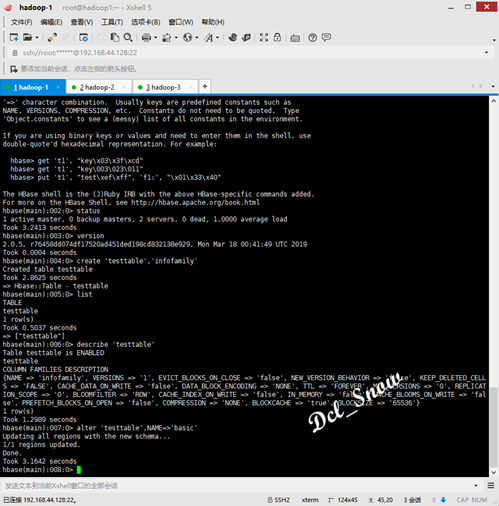 hadoop-1 root@hadoop1:~ - Xshell 5
文件(F) 编辑(E) 查看(V) 工具(T) 选项卡(B) 窗口(W) 帮助(H)
ssh://root:******@192.168.44.128:22
要添加当前会话，点击左侧的箭头按钮。
1 hadoop-1 2 hadoop-2 3 hadoop-3 +
'=>' character combination. Usually keys are predefined constants such as
NAME, VERSIONS, COMPRESSION, etc. Constants do not need to be quoted. Type
'Object.constants' to see a (messy) list of all constants in the environment.
If you are using binary keys or values and need to enter them in the shell, use
double-quote'd hexadecimal representation. For example:
hbase> get 't1', "key\x03\x3f\xcd"
hbase> get 't1', "key\003\023\011"
hbase> put 't1', "test\xef\xff", 'f1:', "\x01\x33\x40"
The HBase shell is the (J)Ruby IRB with the above HBase-specific commands added.
For more on the HBase Shell, see http://hbase.apache.org/book.html
hbase(main):002:0> status
1 active master, 0 backup masters, 2 servers, 0 dead, 1.0000 average load
Took 3.2413 seconds
hbase(main):003:0> version
2.0.5, r76458dd074df17520ad451ded198cd832138e929, Mon Mar 18 00:41:49 UTC 2019
Took 0.0004 seconds
hbase(main):004:0> create 'testtable','infofamily'
Created table testtable
Took 2.8625 seconds
=> Hbase::Table - testtable
hbase(main):005:0> list
TABLE
testtable
1 row(s)
Took 0.5037 seconds
=> ["testtable"]
hbase(main):006:0> describe 'testtable'
Table testtable is ENABLED
testtable
COLUMN FAMILIES DESCRIPTION
{NAME => 'infofamily', VERSIONS => '1', EVICT_BLOCKS_ON_CLOSE => 'false', NEW_VERSION_BEHAVIOR => 'false', KEEP_DELETED_CELL
S => 'FALSE', CACHE_DATA_ON_WRITE => 'false', DATA_BLOCK_ENCODING => 'NONE', TTL => 'FOREVER', VERSIONS => '0', REPLICAT
ION_SCOPE => '0', BLOOMFILTER => 'ROW', CACHE_INDEX_ON_WRITE => 'false', IN_MEMORY => 'false', CACHE_BLOOMS_ON_WRITE => 'fal
se', PREFETCH_BLOCKS_ON_OPEN => 'false', COMPRESSION => 'NONE', BLOCKCACHE => 'true', BLOCKSIZE => '65536'}
1 row(s)
Took 1.2989 seconds
hbase(main):007:0> alter 'testtable',NAME=>'basic'
Updating all regions with the new schema...
1/1 regions updated.
Done.
Took 3.1642 seconds
hbase(main):008:0>
Dcl_Snow
发送文本到当前Xshell窗口的全部会话
已连接 192.168.44.128:22。 SSH2 xterm 124x45 45,20 3 会话 CAP NUM